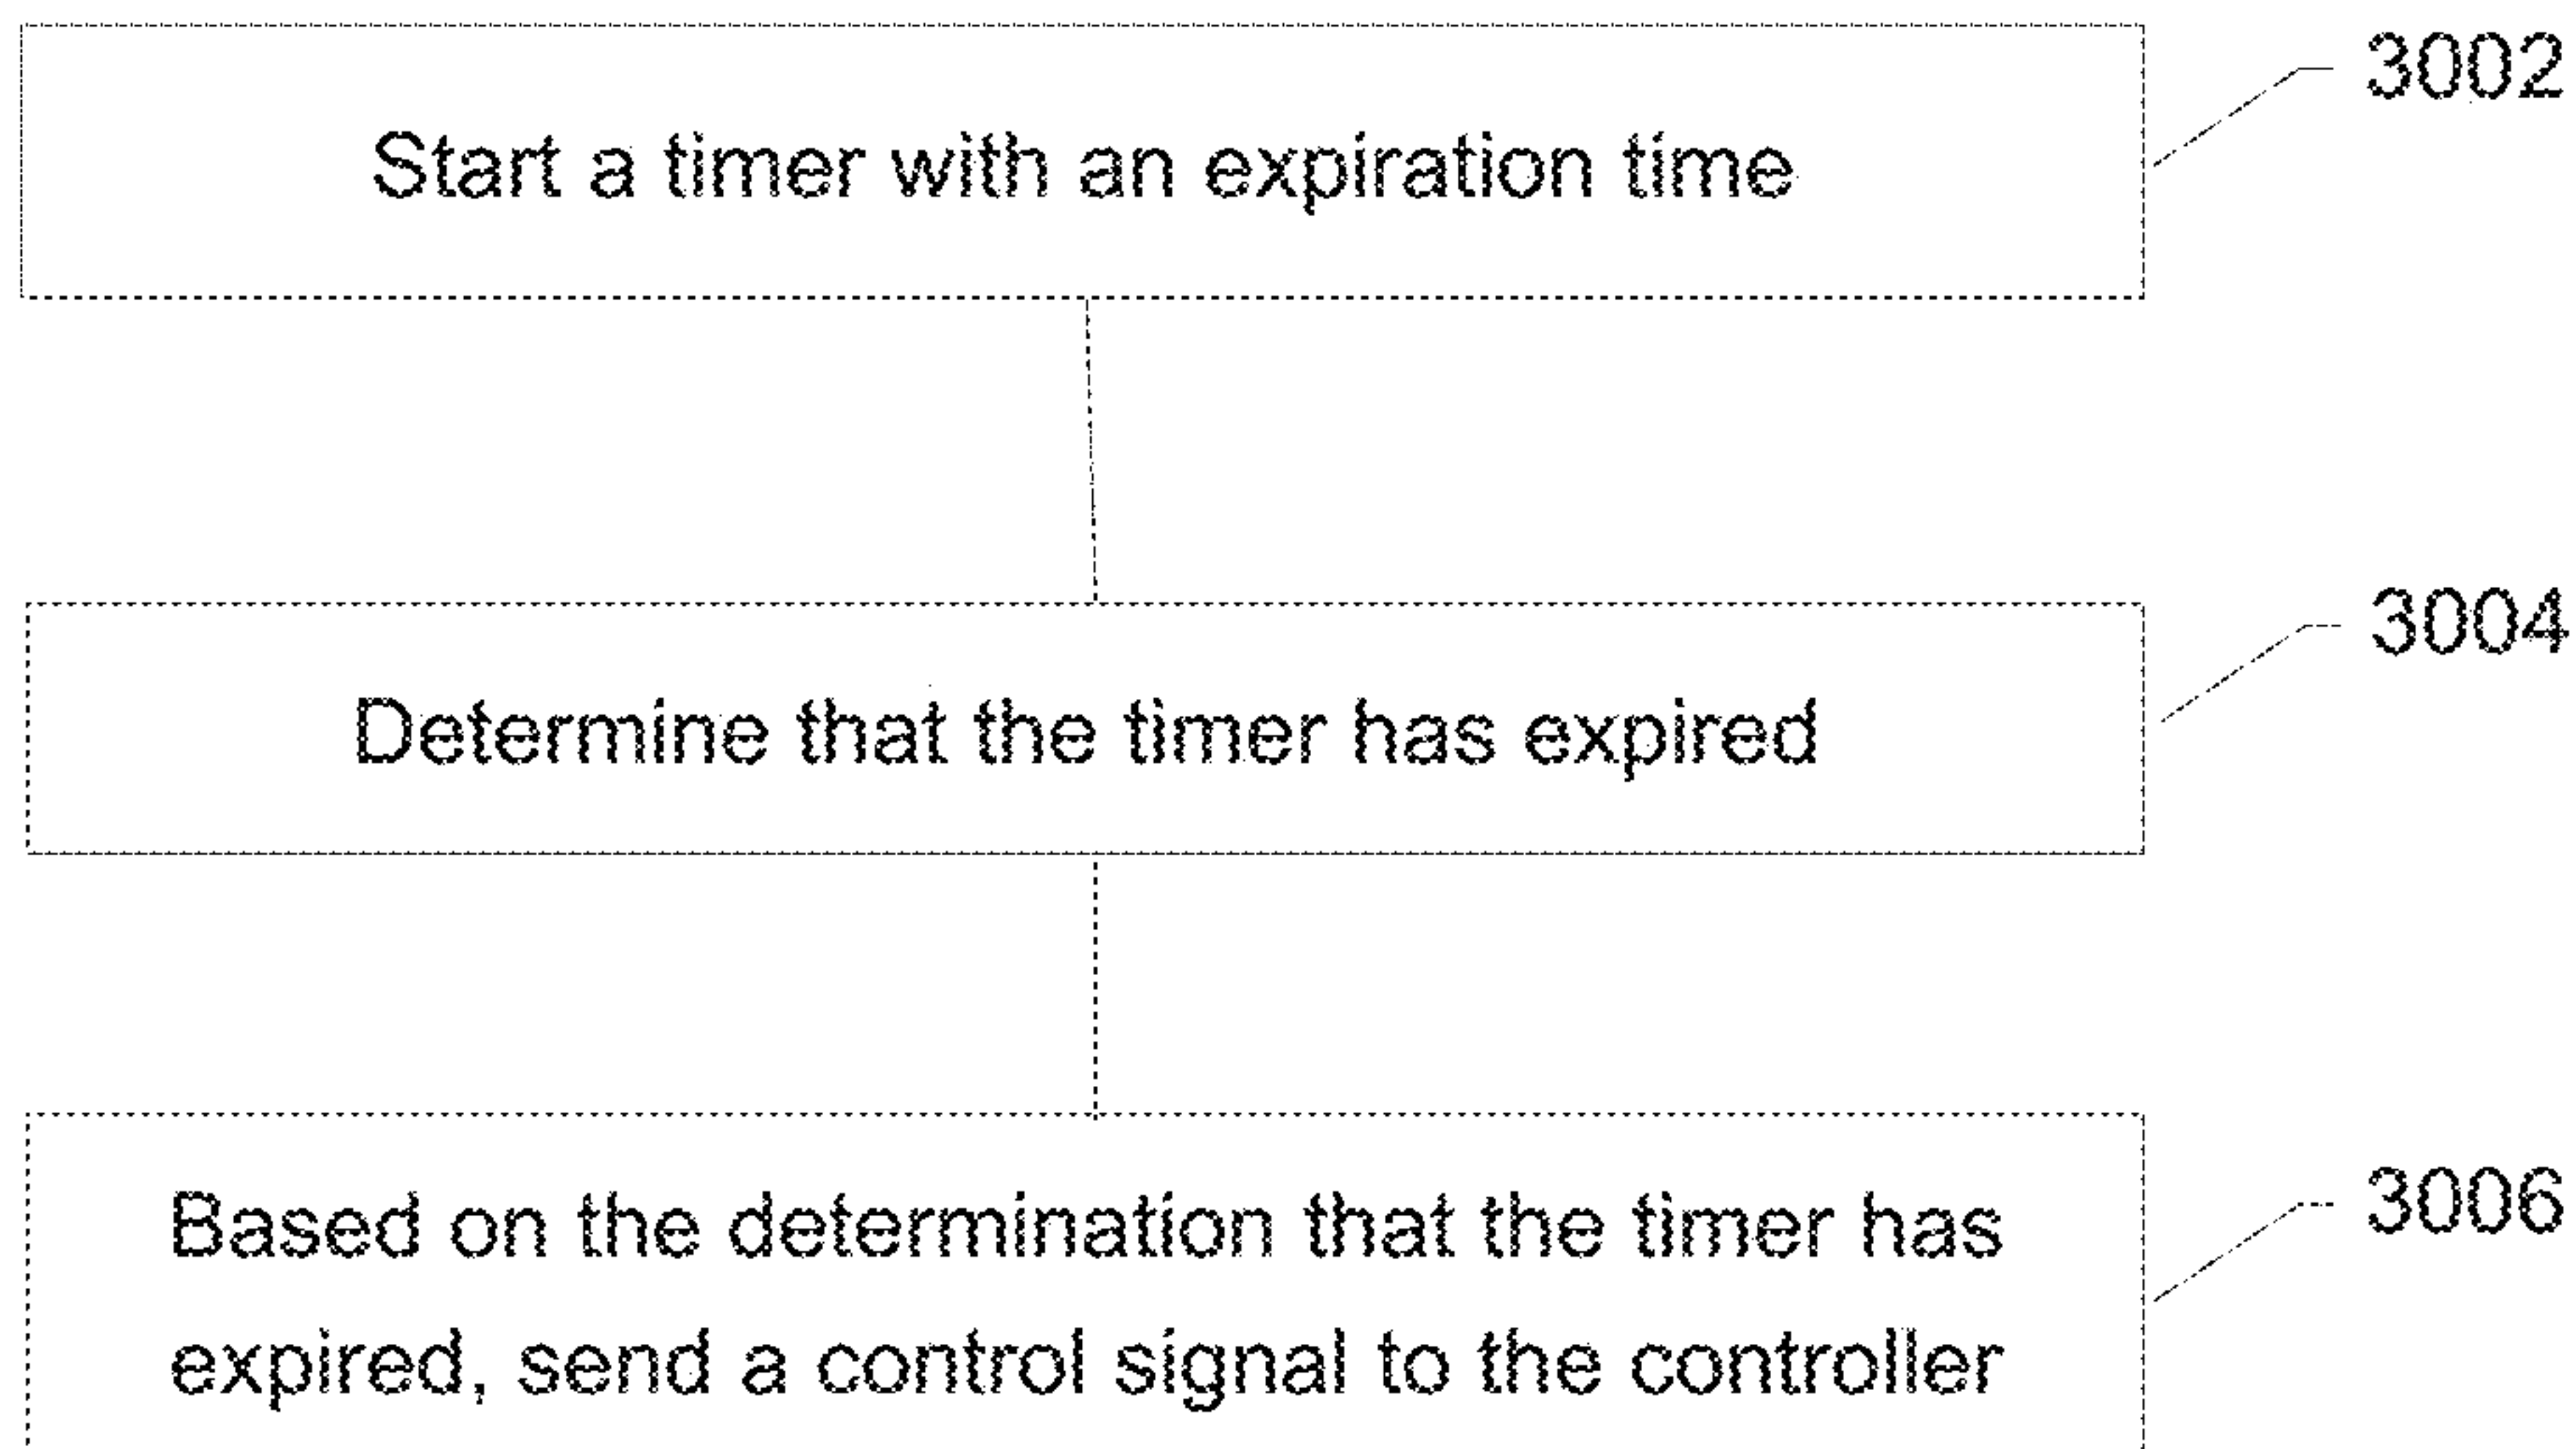 3002
Start a timer with an expiration time
3004
Determine that the timer has expired
3006
Based on the determination that the timer has
expired, send a control signal to the controller